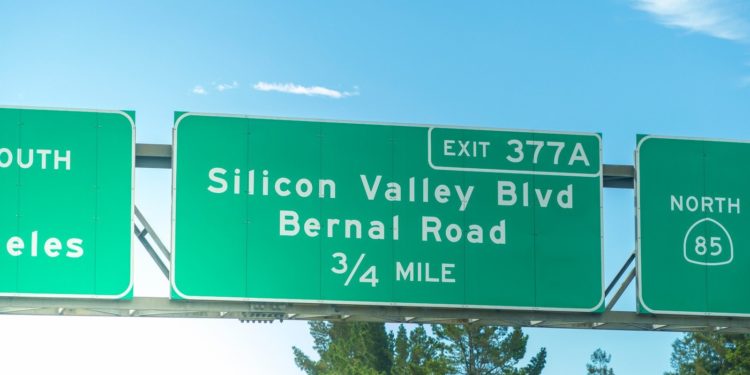 OUTH
eles
EXIT 377A
Silicon Valley Blvd
Bernal Road
3/4 MILE
NORTH
85